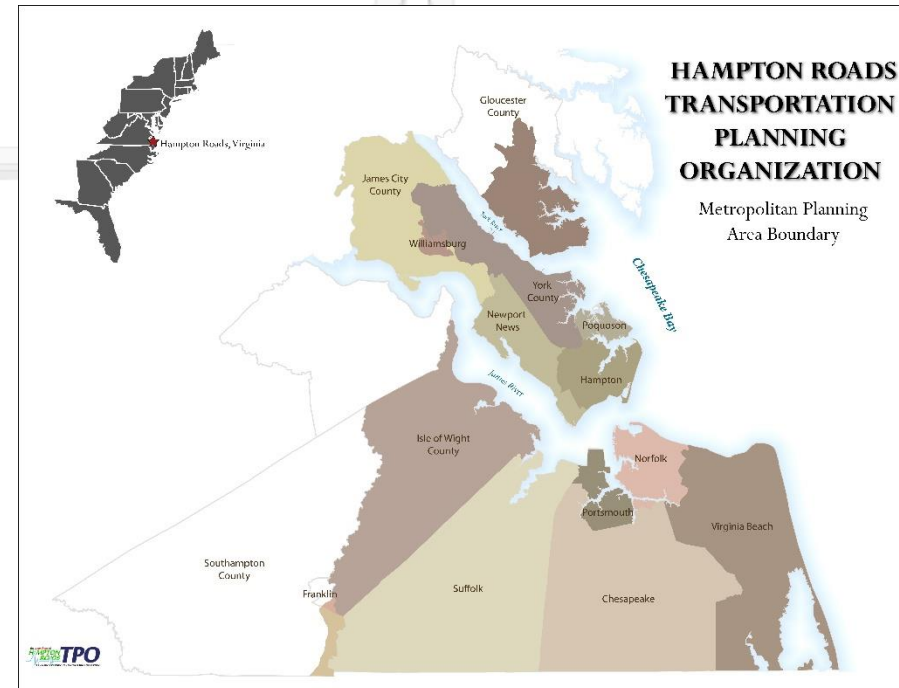 HAMPTON ROADS
TRANSPORTATION
PLANNING
ORGANIZATION
Metropolitan Planning
Area Boundary
Hampton Roads, Virginia
Gloucester
County
James City
County
York River
Williamsburg
York
County
Chesapeake Bay
Newport
News
Poquoson
Hampton
James River
Isle of Wight
County
Norfolk
Portsmouth
Virginia Beach
Southampton
County
Franklin
Suffolk
Chesapeake
HAMPTON
ROADS
TPO